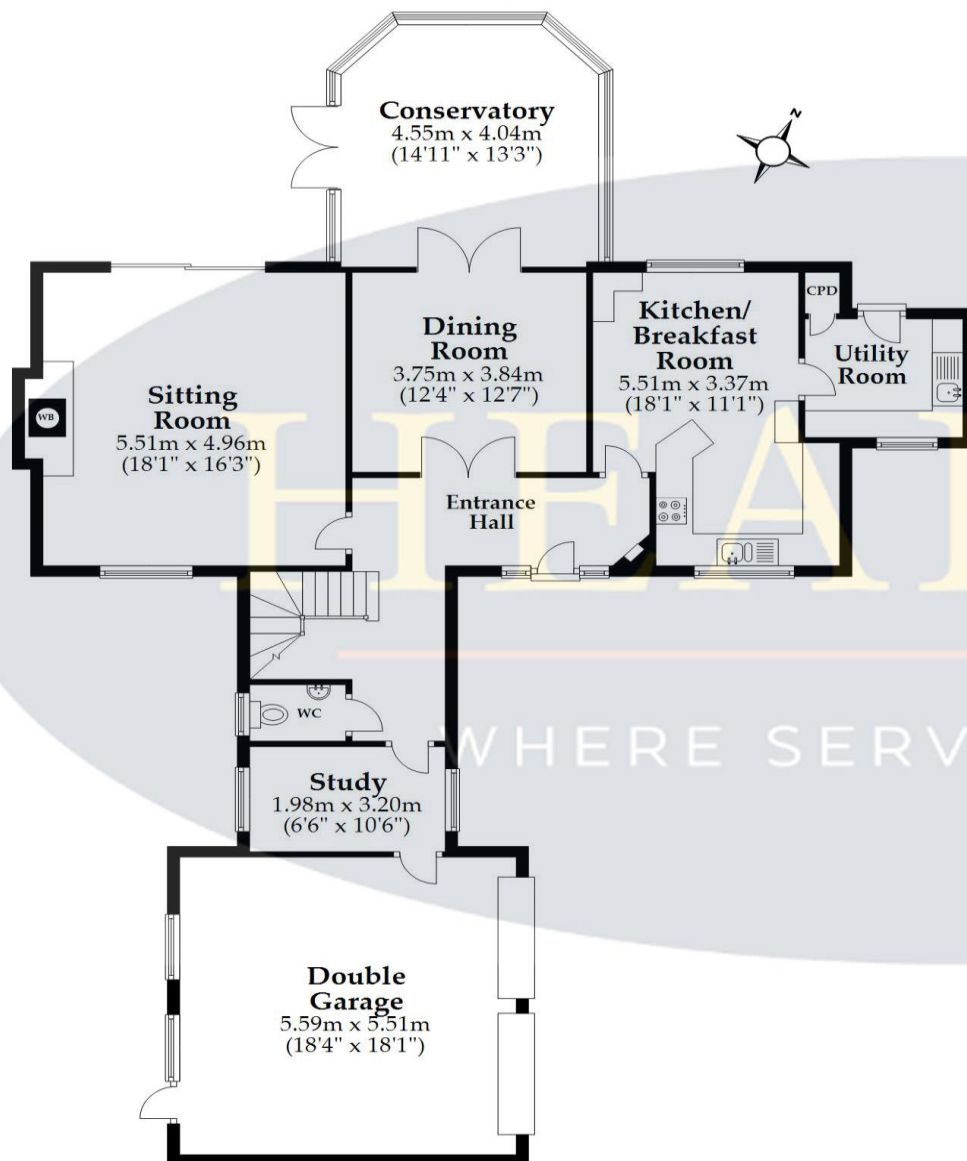 Conservatory
4.55m x 4.04m
(14'11" x 13'3")
N
CPD
Kitchen/
Breakfast
Room
5.51m x 3.37m
(18'1" x 11'1")
Utility
Room
Dining
Room
3.75m x 3.84m
(12'4" x 12'7")
Sitting
Room
5.51m x 4.96m
(18'1" x 16'3")
WB
Entrance
Hall
WC
Study
1.98m x 3.20m
(6'6" x 10'6")
Double
Garage
5.59m x 5.51m
(18'4" x 18'1")
WHERE SERV